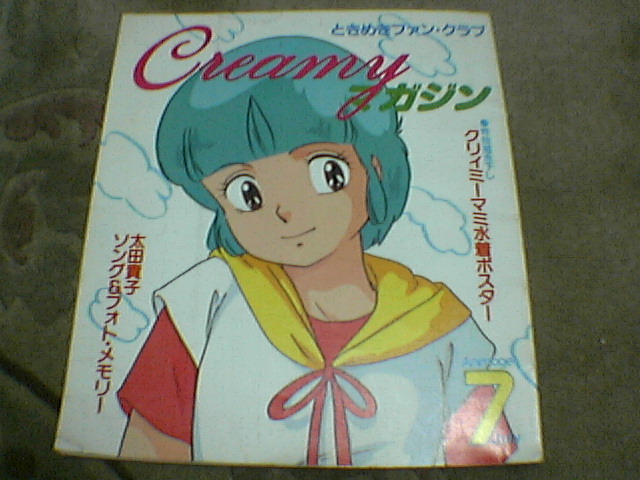 ときめきファン・クラブ
Creamy
マガジン
クリィミーマミ水着ポスター
太田貴子
ソング&フォト・メモリー
Animage
7